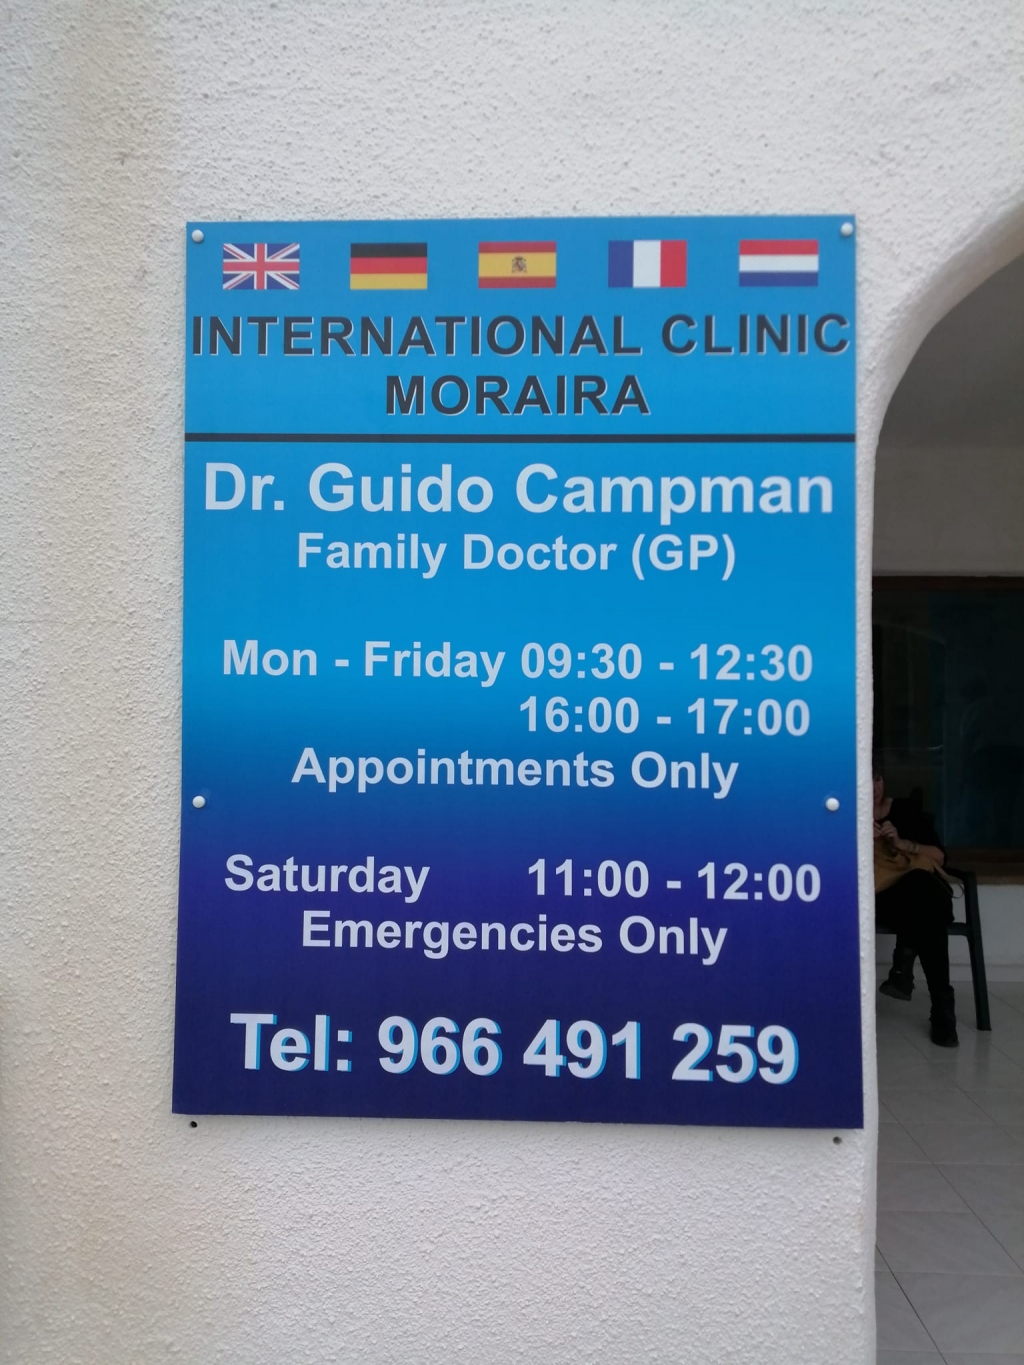 INTERNATIONAL CLINIC
MORAIRA
Dr. Guido Campman
Family Doctor (GP)
Mon - Friday 09:30 - 12:30
16:00 - 17:00
Appointments Only
Saturday 11:00 - 12:00
Emergencies Only
Tel: 966 491 259